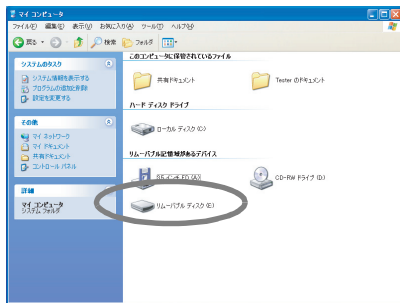 マイ コンピュータ
ファイル(F) 編集(E) 表示(V) お気に入り(A) ツール(T) ヘルプ(H)
戻る 検索 フォルダ
システムのタスク
システム情報を表示する
プログラムの追加と削除
設定を変更する
その他
マイ ネットワーク
マイ ドキュメント
共有ドキュメント
コントロール パネル
詳細
マイ コンピュータ
システム フォルダ
このコンピュータに保管されているファイル
共有ドキュメント
Tester のドキュメント
ハード ディスク ドライブ
ローカル ディスク (C:)
リムーバブル記憶域があるデバイス
3.5 インチ FD (A:)
CD-RW ドライブ (D:)
リムーバブル ディスク (E:)